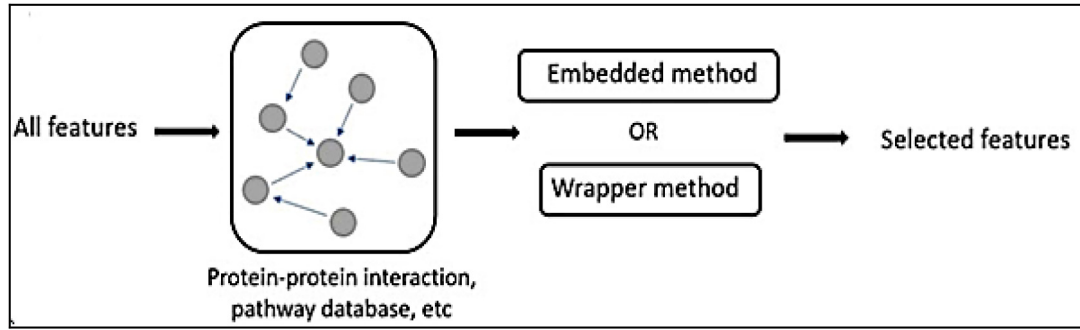 All features
Protein-protein interaction,
pathway database, etc
Embedded method
OR
Wrapper method
Selected features